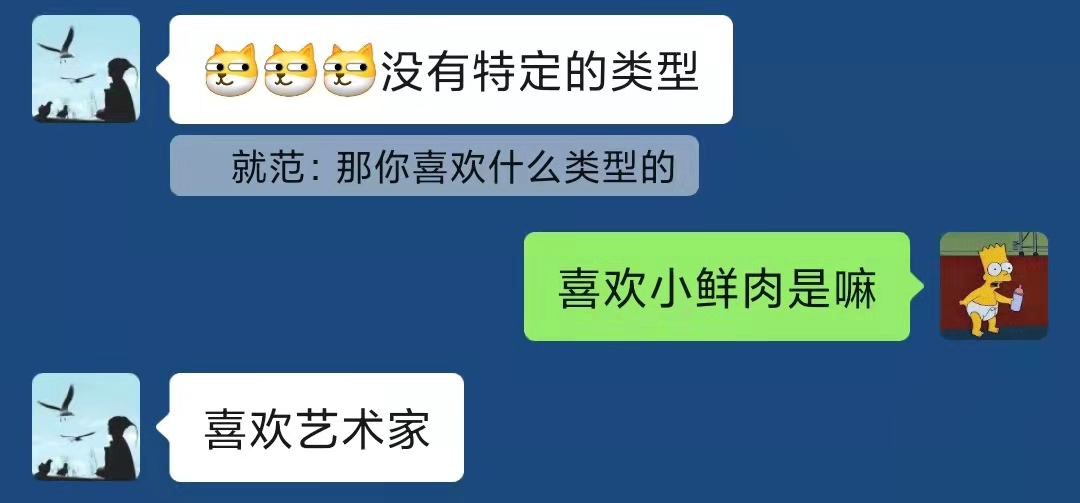 没有特定的类型
就范: 那你喜欢什么类型的
喜欢小鲜肉是嘛
喜欢艺术家